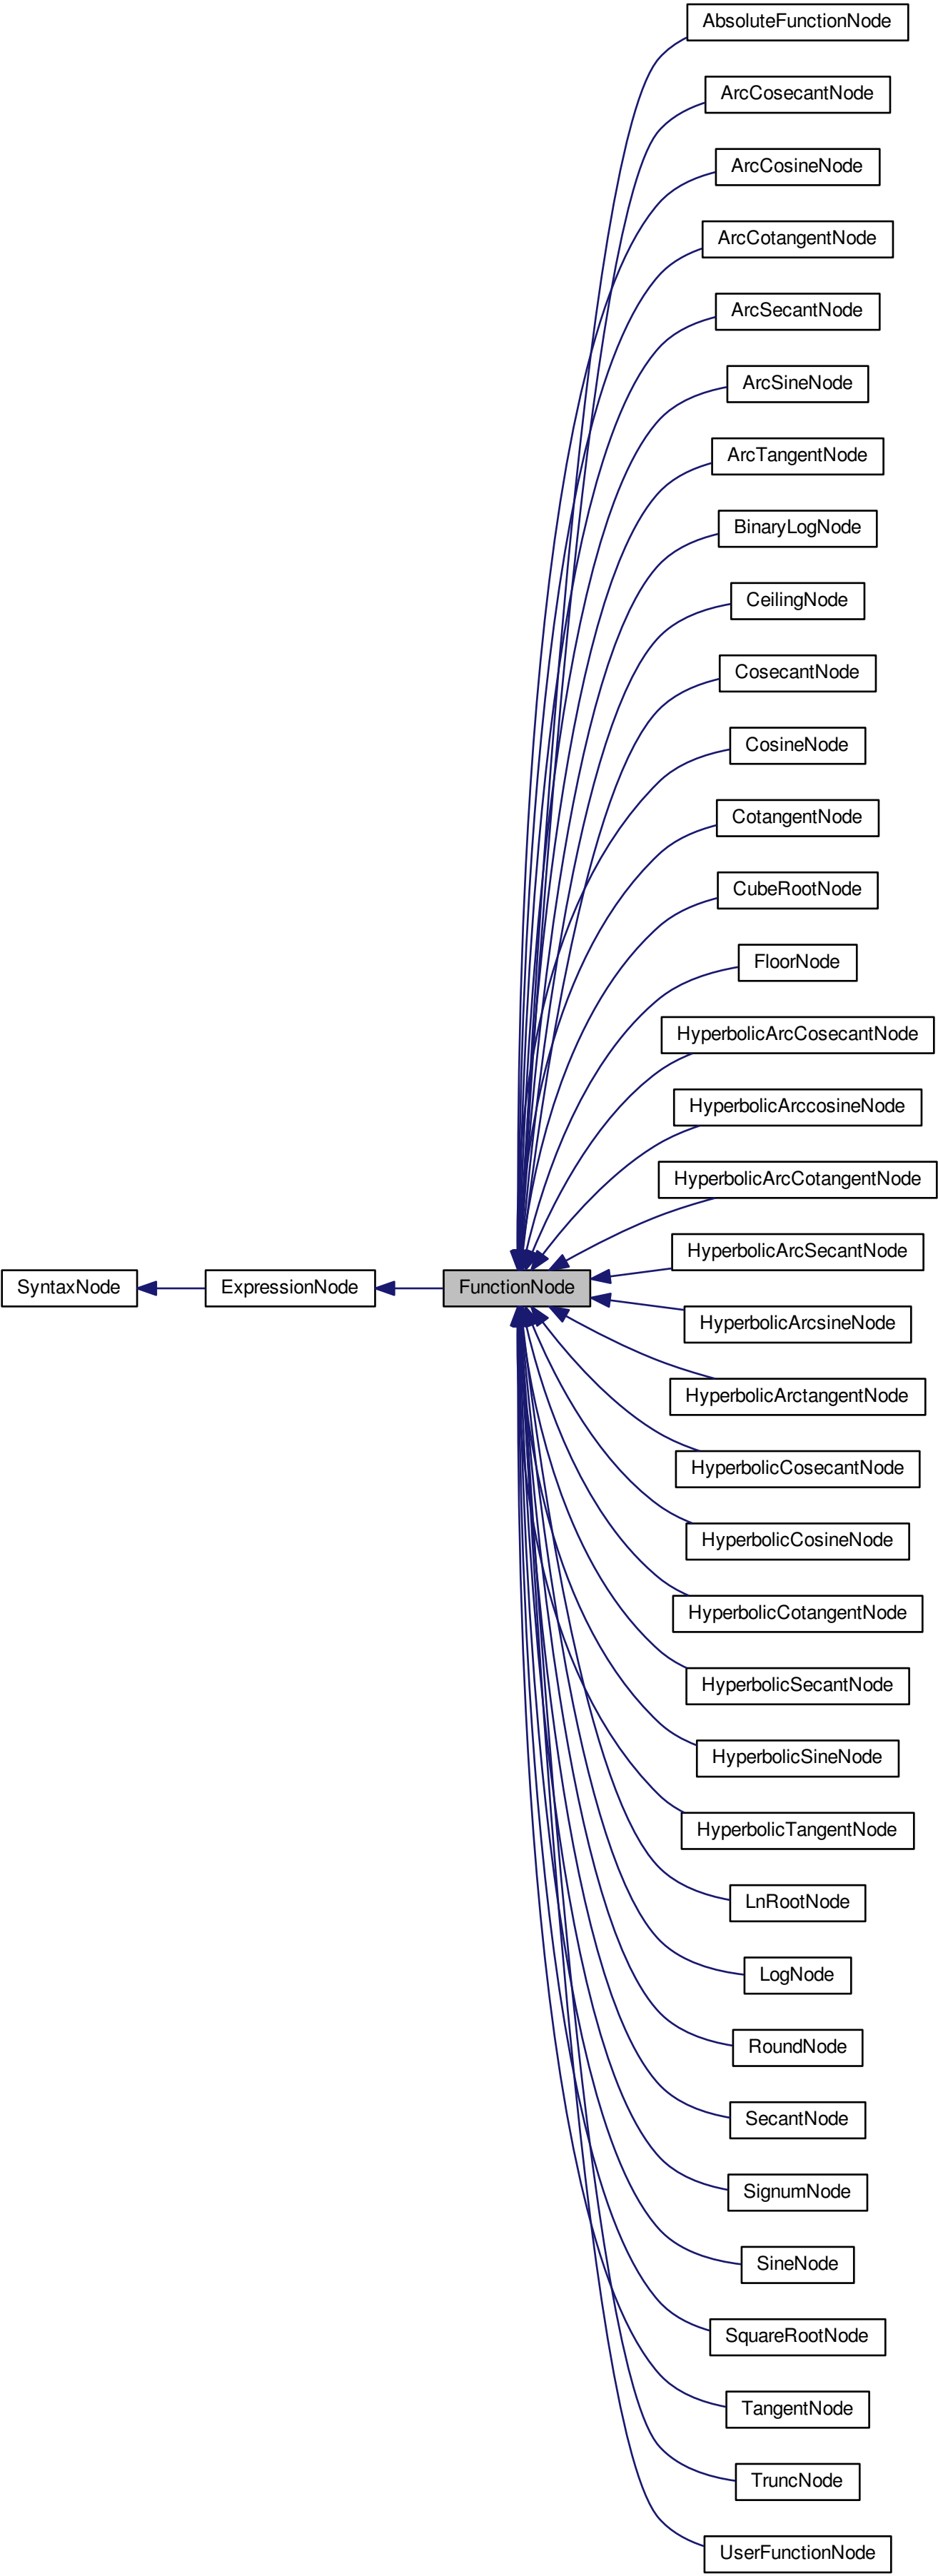 AbsoluteFunctionNode
ArcCosecantNode
ArcCosineNode
ArcCotangentNode
ArcSecantNode
ArcSineNode
ArcTangentNode
BinaryLogNode
CeilingNode
CosecantNode
CosineNode
CotangentNode
CubeRootNode
FloorNode
HyperbolicArcCosecantNode
HyperbolicArccosineNode
HyperbolicArcCotangentNode
HyperbolicArcSecantNode
SyntaxNode
ExpressionNode
FunctionNode
HyperbolicArcsineNode
HyperbolicArctangentNode
HyperbolicCosecantNode
HyperbolicCosineNode
HyperbolicCotangentNode
HyperbolicSecantNode
HyperbolicSineNode
HyperbolicTangentNode
LnRootNode
LogNode
RoundNode
SecantNode
SignumNode
SineNode
SquareRootNode
TangentNode
TruncNode
UserFunctionNode